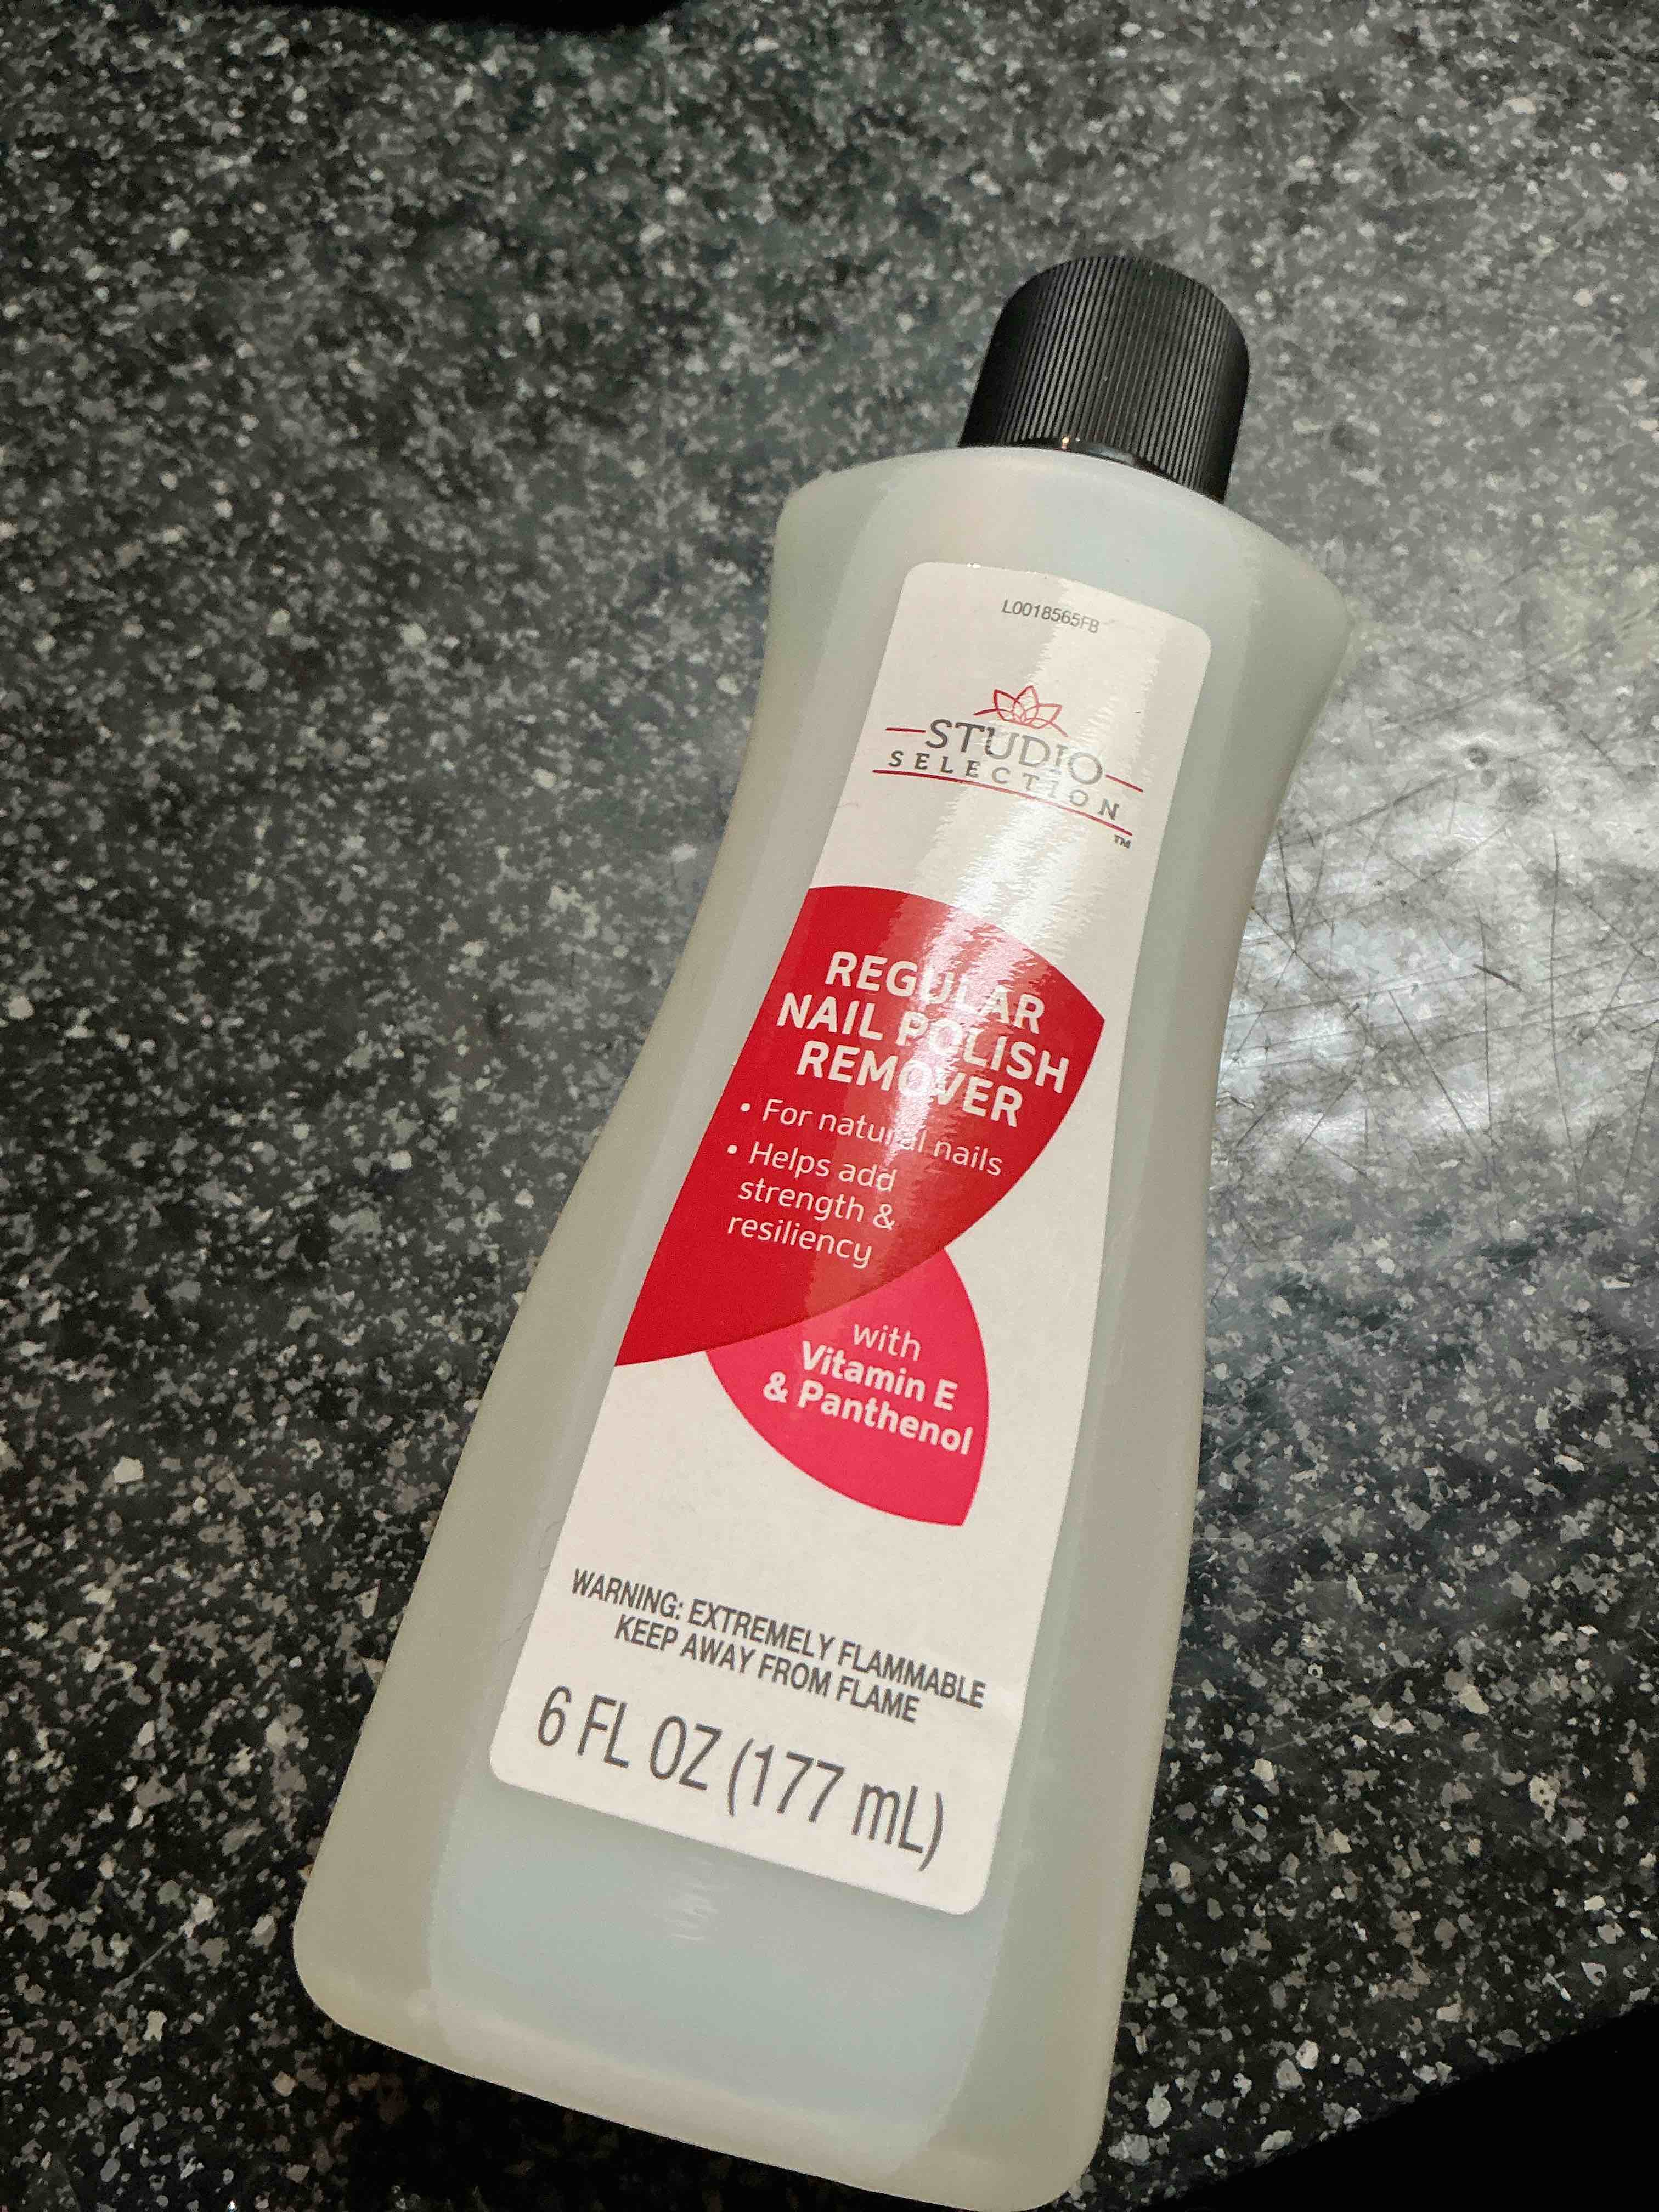 L0018565FB
STUDIO
SELECTION
TM
REGULAR
NAIL POLISH
REMOVER
• For natural nails
• Helps add
strength &
resiliency
with
Vitamin E
& Panthenol
WARNING: EXTREMELY FLAMMABLE
KEEP AWAY FROM FLAME
6 FL OZ (177 mL)